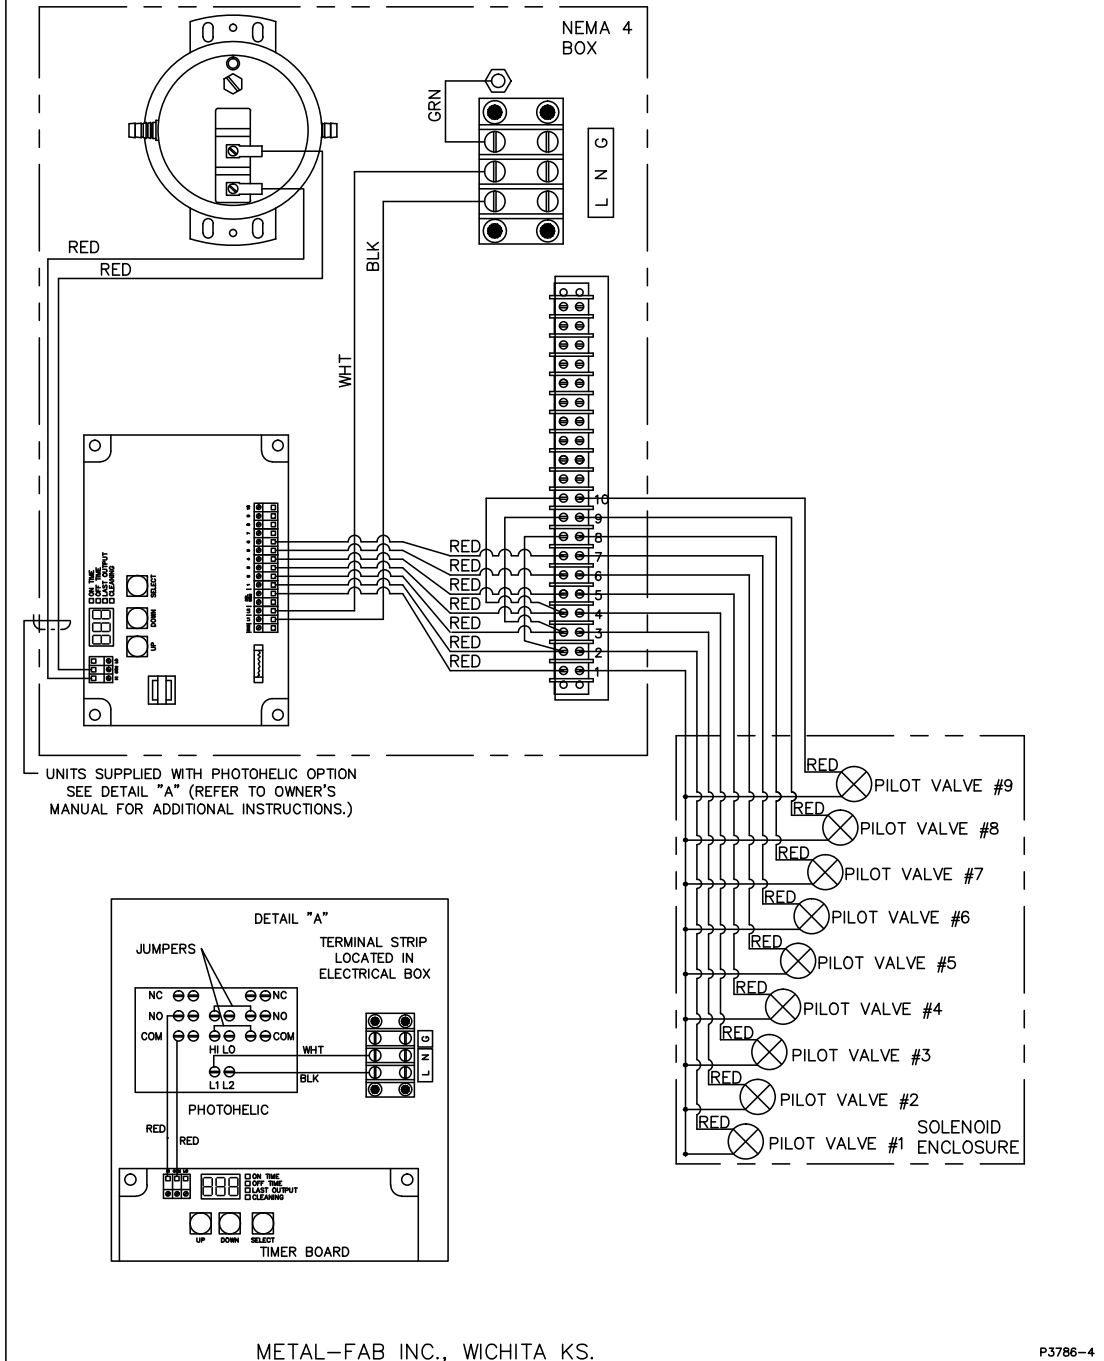 NEMA 4
BOX
GRN
G
N
L
RED
RED
BLK
WHT
10
9
8
7
6
5
4
3
2
1
RED
RED
RED
RED
RED
RED
RED
ON TIME
OFF TIME
LAST OUTPUT
CLEANING
SELECT
DOWN
UP
UNITS SUPPLIED WITH PHOTOHELIC OPTION
SEE DETAIL "A" (REFER TO OWNER'S
MANUAL FOR ADDITIONAL INSTRUCTIONS.)
RED
PILOT VALVE #9
RED
PILOT VALVE #8
RED
PILOT VALVE #7
RED
PILOT VALVE #6
RED
PILOT VALVE #5
RED
PILOT VALVE #4
RED
PILOT VALVE #3
RED
PILOT VALVE #2
RED
PILOT VALVE #1
SOLENOID
ENCLOSURE
DETAIL "A"
JUMPERS
TERMINAL STRIP
LOCATED IN
ELECTRICAL BOX
NC
NC
NO
NO
COM
COM
HI LO
L1 L2
WHT
BLK
G
N
L
PHOTOHELIC
RED
RED
ON TIME
OFF TIME
LAST OUTPUT
CLEANING
UP
DOWN
SELECT
TIMER BOARD
METAL-FAB INC., WICHITA KS.
P3786-4